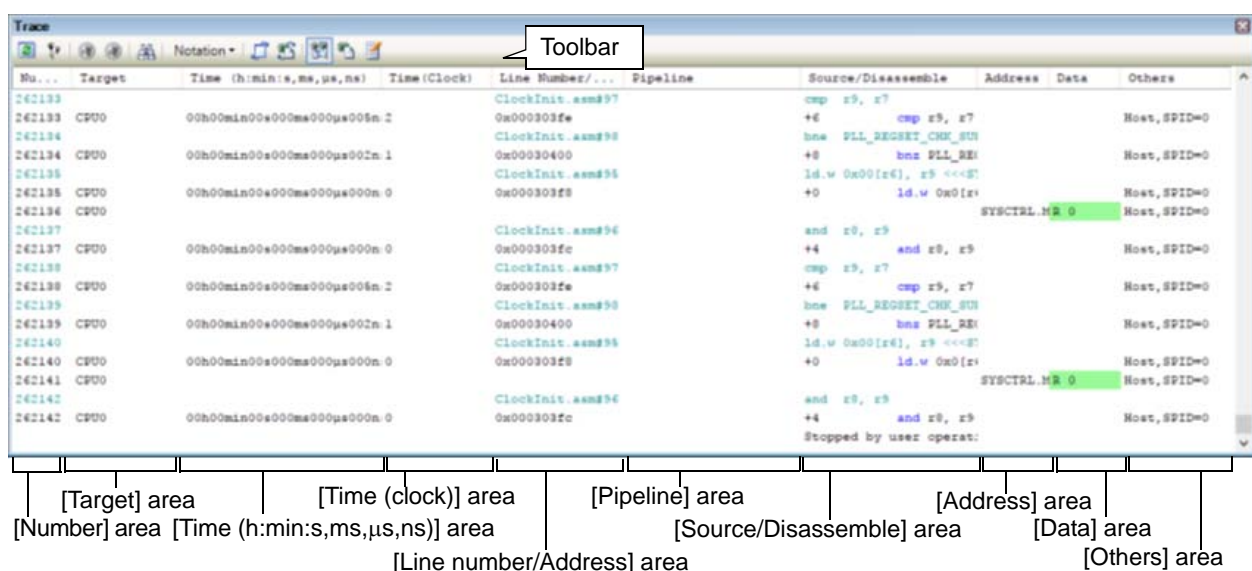 Trace
Toolbar
Notation
Nu... Target Time (h:min:s,ms,µs,ns) Time(Clock) Line Number/... Pipeline Source/Disassemble Address Data Others
262133 ClockInit.asm#97 cmp r9, r7
262133 CPU0 00h00min00s000ms000µs005n: 2 0x000303fe +6 cmp r9, r7 Host,SPID=0
262134 ClockInit.asm#98 bne PLL_REGSET_CHK_SUB
262134 CPU0 00h00min00s000ms000µs002n: 1 0x00030400 +8 bnz PLL_RE( Host,SPID=0
262135 ClockInit.asm#95 ld.w 0x00[r6], r9 <<<ST
262135 CPU0 00h00min00s000ms000µs000n: 0 0x000303f8 +0 ld.w 0x0[r( Host,SPID=0
262136 CPU0 SYSCTRL.M R 0 Host,SPID=0
262137 ClockInit.asm#96 and r8, r9
262137 CPU0 00h00min00s000ms000µs000n: 0 0x000303fc +4 and r8, r9 Host,SPID=0
262138 ClockInit.asm#97 cmp r9, r7
262138 CPU0 00h00min00s000ms000µs005n: 2 0x000303fe +6 cmp r9, r7 Host,SPID=0
262139 ClockInit.asm#98 bne PLL_REGSET_CHK_SUB
262139 CPU0 00h00min00s000ms000µs002n: 1 0x00030400 +8 bnz PLL_RE( Host,SPID=0
262140 ClockInit.asm#95 ld.w 0x00[r6], r9 <<<ST
262140 CPU0 00h00min00s000ms000µs000n: 0 0x000303f8 +0 ld.w 0x0[r( Host,SPID=0
262141 CPU0 SYSCTRL.M R 0 Host,SPID=0
262142 ClockInit.asm#96 and r8, r9
262142 CPU0 00h00min00s000ms000µs000n: 0 0x000303fc +4 and r8, r9 Host,SPID=0
Stopped by user operat:
[Target] area [Time (clock)] area [Pipeline] area [Address] area
[Number] area [Time (h:min:s,ms,µs,ns)] area [Source/Disassemble] area [Data] area
[Line number/Address] area [Others] area